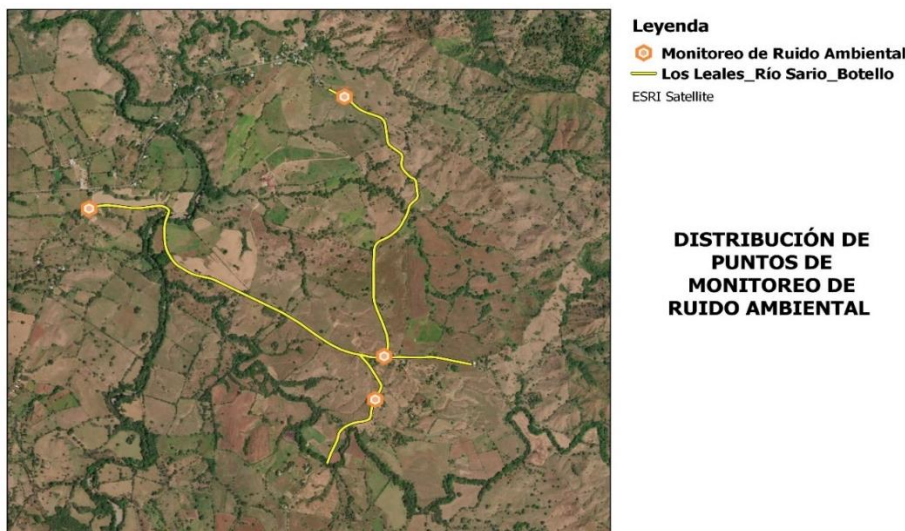 Leyenda
Monitoreo de Ruido Ambiental
Los Leales_Río Sario_Botello
ESRI Satellite
DISTRIBUCIÓN DE
PUNTOS DE
MONITOREO DE
RUIDO AMBIENTAL